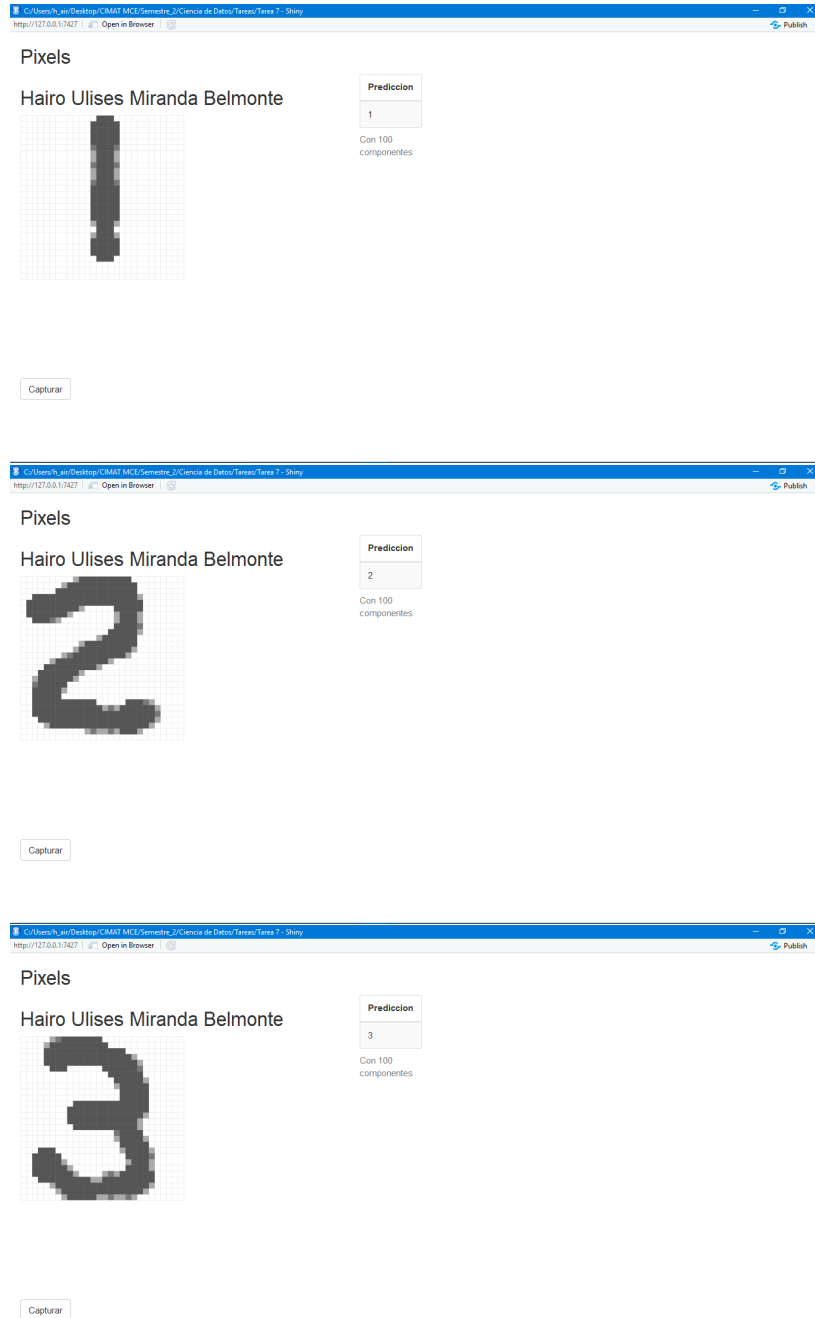 C:/Users/h_air/Desktop/CIMAT MCE/Semestre_2/Ciencia de Datos/Tareas/Tarea 7 - Shiny
http://127.0.0.1:7427 Open in Browser Publish
Pixels
Hairo Ulises Miranda Belmonte
Prediccion
1
Con 100
componentes
1
Capturar
C:/Users/h_air/Desktop/CIMAT MCE/Semestre_2/Ciencia de Datos/Tareas/Tarea 7 - Shiny
http://127.0.0.1:7427 Open in Browser Publish
Pixels
Hairo Ulises Miranda Belmonte
Prediccion
2
Con 100
componentes
2
Capturar
C:/Users/h_air/Desktop/CIMAT MCE/Semestre_2/Ciencia de Datos/Tareas/Tarea 7 - Shiny
http://127.0.0.1:7427 Open in Browser Publish
Pixels
Hairo Ulises Miranda Belmonte
Prediccion
3
Con 100
componentes
3
Capturar